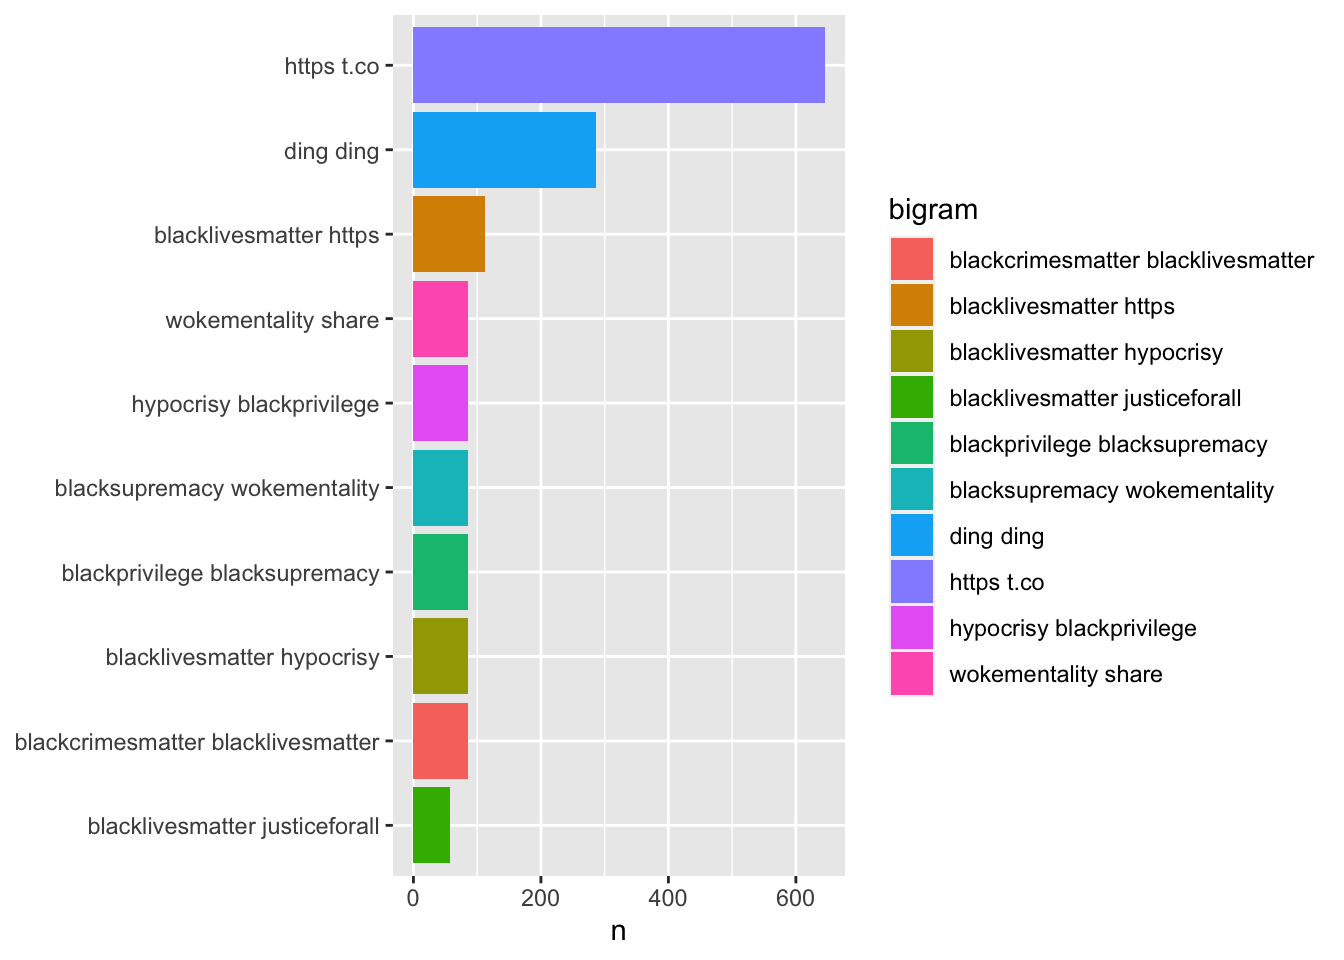 https t.co
ding ding
blacklivesmatter https
wokementality share
hypocrisy blackprivilege
blacksupremacy wokementality
blackprivilege blacksupremacy
blacklivesmatter hypocrisy
blackcrimesmatter blacklivesmatter
blacklivesmatter justiceforall
0 200 400 600
n
bigram
blackcrimesmatter blacklivesmatter
blacklivesmatter https
blacklivesmatter hypocrisy
blacklivesmatter justiceforall
blackprivilege blacksupremacy
blacksupremacy wokementality
ding ding
https t.co
hypocrisy blackprivilege
wokementality share